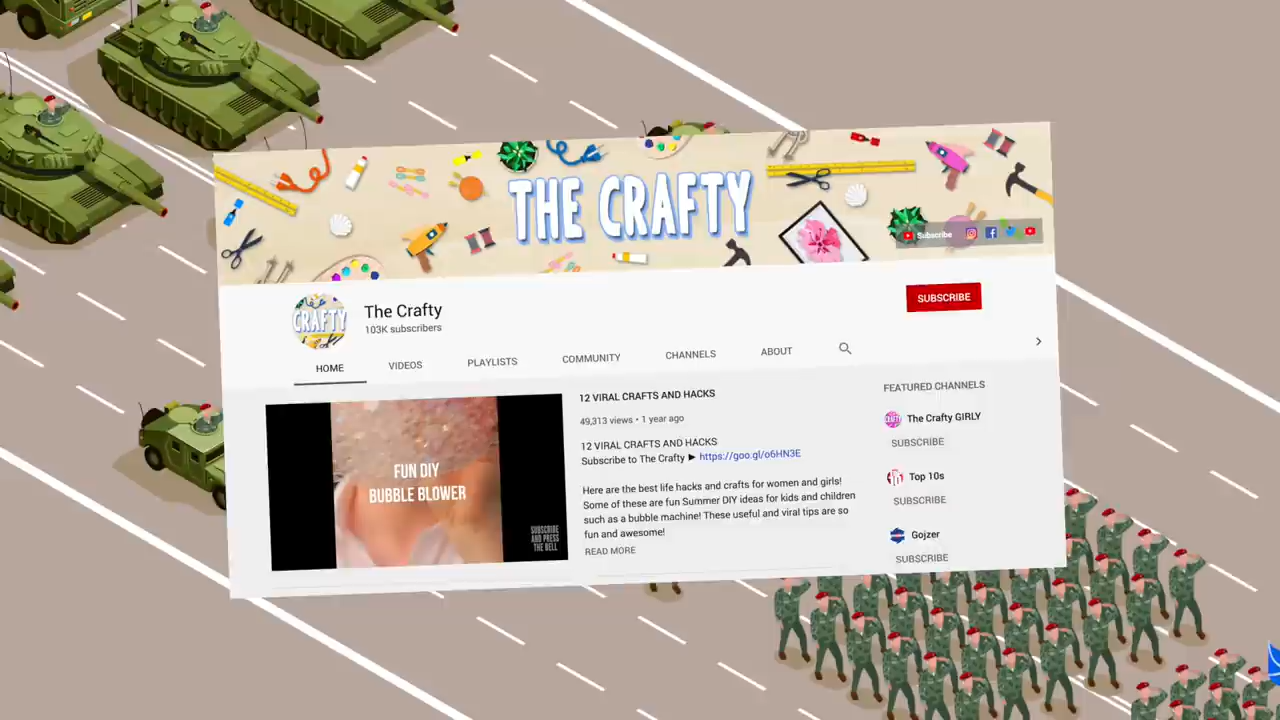 THE CRAFTY
Subscribe
CRAFTY
The Crafty
103K subscribers
SUBSCRIBE
HOME
VIDEOS
PLAYLISTS
COMMUNITY
CHANNELS
ABOUT
FUN DIY
BUBBLE BLOWER
SUBSCRIBE
AND PRESS
THE BELL
12 VIRAL CRAFTS AND HACKS
49,313 views • 1 year ago
12 VIRAL CRAFTS AND HACKS
Subscribe to The Crafty ► https://goo.gl/o6HN3E
Here are the best life hacks and crafts for women and girls!
Some of these are fun Summer DIY ideas for kids and children
such as a bubble machine! These useful and viral tips are so
fun and awesome!
READ MORE
FEATURED CHANNELS
The Crafty GIRLY
SUBSCRIBE
Top 10s
SUBSCRIBE
Gojzer
SUBSCRIBE